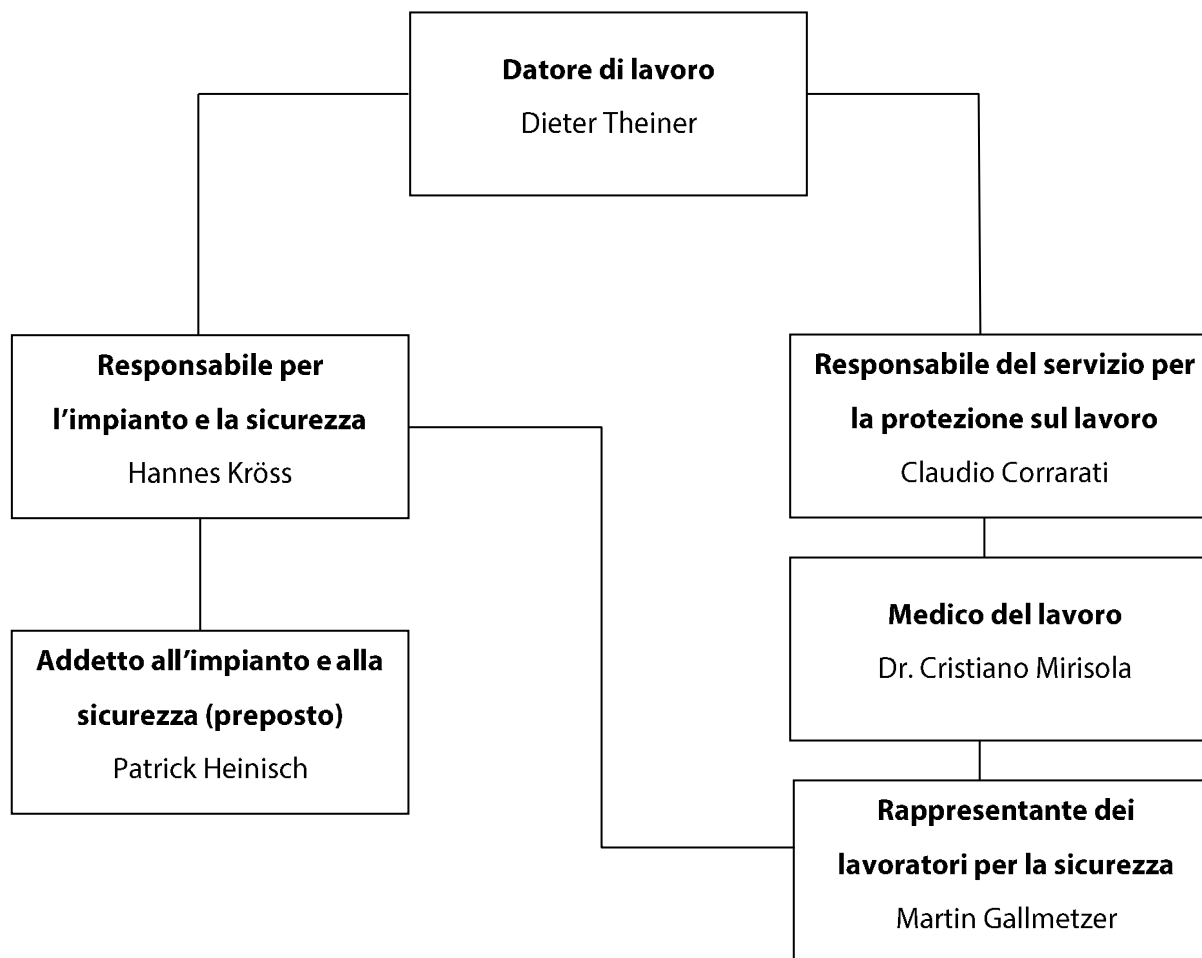 Datore di lavoro
Dieter Theiner
Responsabile per
l'impianto e la sicurezza
Hannes Kröss
Responsabile del servizio per
la protezione sul lavoro
Claudio Corrarati
Addetto all'impianto e alla
sicurezza (preposto)
Patrick Heinisch
Medico del lavoro
Dr. Cristiano Mirisola
Rappresentante dei
lavoratori per la sicurezza
Martin Gallmetzer